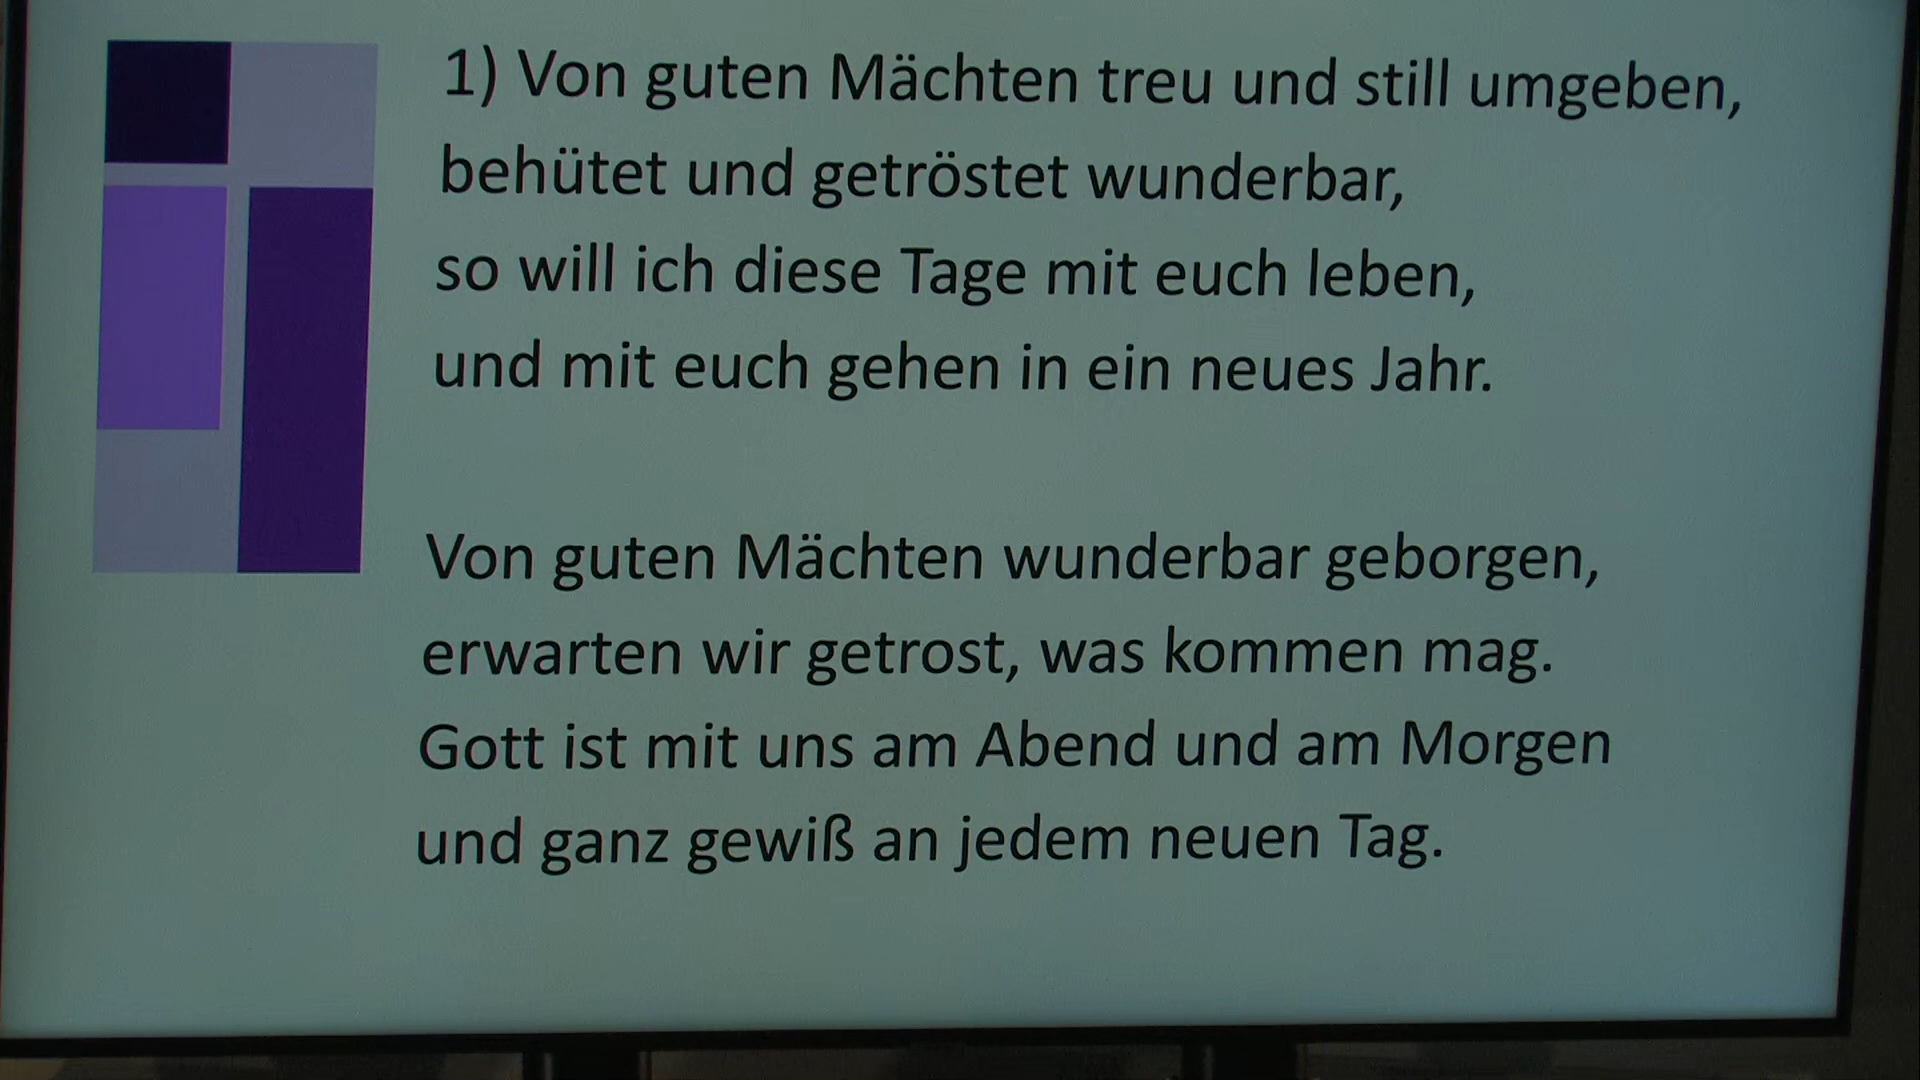 1) Von guten Mächten treu und still umgeben,
behütet und getröstet wunderbar,
so will ich diese Tage mit euch leben,
und mit euch gehen in ein neues Jahr.
Von guten Mächten wunderbar geborgen,
erwarten wir getrost, was kommen mag.
Gott ist mit uns am Abend und am Morgen
und ganz gewiß an jedem neuen Tag.